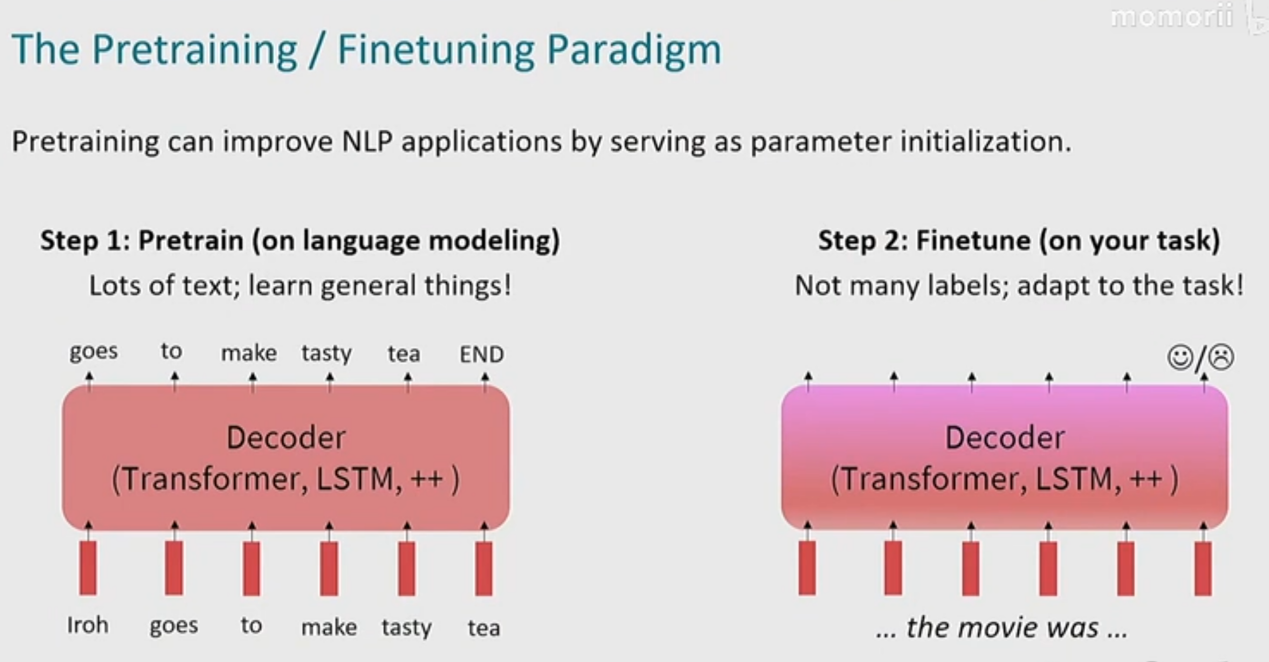 momorii
The Pretraining / Finetuning Paradigm
Pretraining can improve NLP applications by serving as parameter initialization.
Step 1: Pretrain (on language modeling)
Lots of text; learn general things!
goes to make tasty tea END
Decoder
(Transformer, LSTM, ++ )
Iroh goes to make tasty tea
Step 2: Finetune (on your task)
Not many labels; adapt to the task!
☺/☹
Decoder
(Transformer, LSTM, ++ )
... the movie was ...